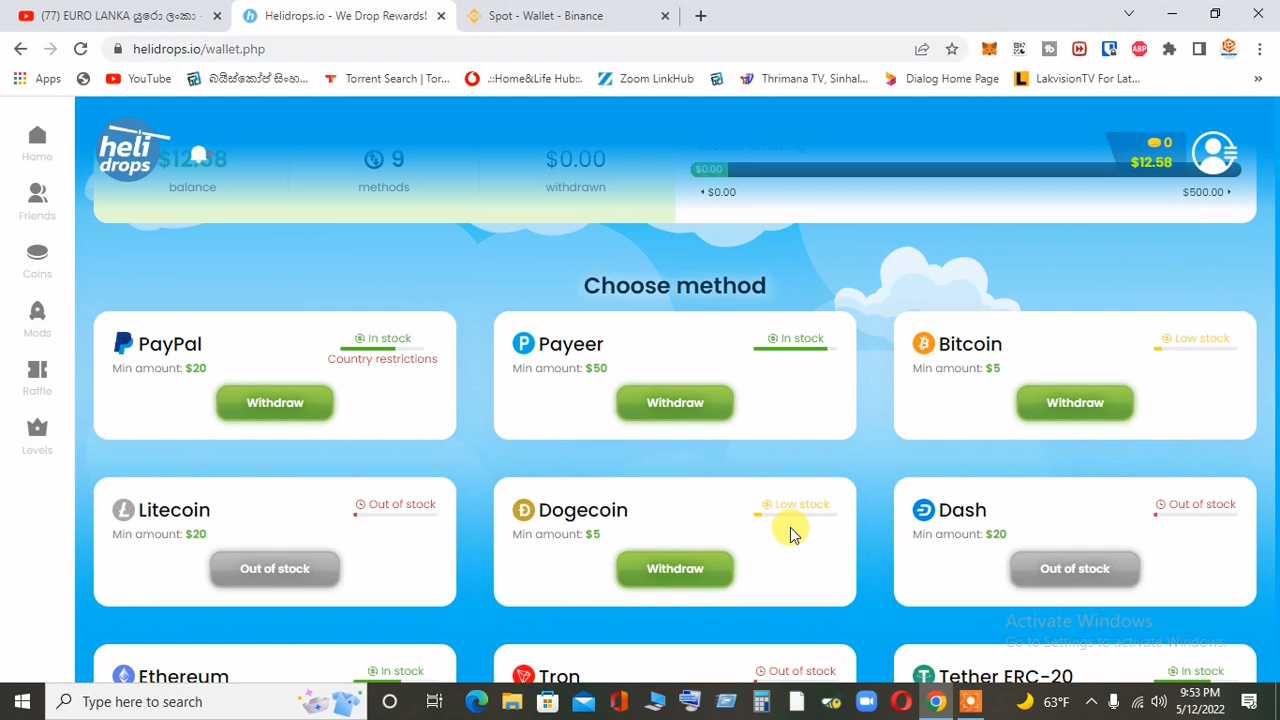 (77) EURO LANKA යුරෝ ලංකා -
Helidrops.io - We Drop Rewards!
Spot - Wallet - Binance
helidrops.io/wallet.php
Apps
YouTube
බයිස්කෝප් සිංහ...
Torrent Search | Tor...
.::Home&Life Hub::.
Zoom LinkHub
Thrimana TV, Sinhal...
Dialog Home Page
LakvisionTV For Lat...
heli
drops
Home
Friends
Coins
Mods
Raffle
Levels
balance
9
methods
$0.00
withdrawn
$0.00
$0.00
$500.00
0
$12.58
Choose method
PayPal
In stock
Country restrictions
Min amount: $20
Withdraw
Payeer
In stock
Min amount: $50
Withdraw
Bitcoin
Low stock
Min amount: $5
Withdraw
Litecoin
Out of stock
Min amount: $20
Out of stock
Dogecoin
Low stock
Min amount: $5
Withdraw
Dash
Out of stock
Min amount: $20
Out of stock
Ethereum
In stock
Tron
Out of stock
Tether ERC-20
In stock
Activate Windows
Go to Settings to activate Windows.
Type here to search
63°F
9:53 PM
5/12/2022